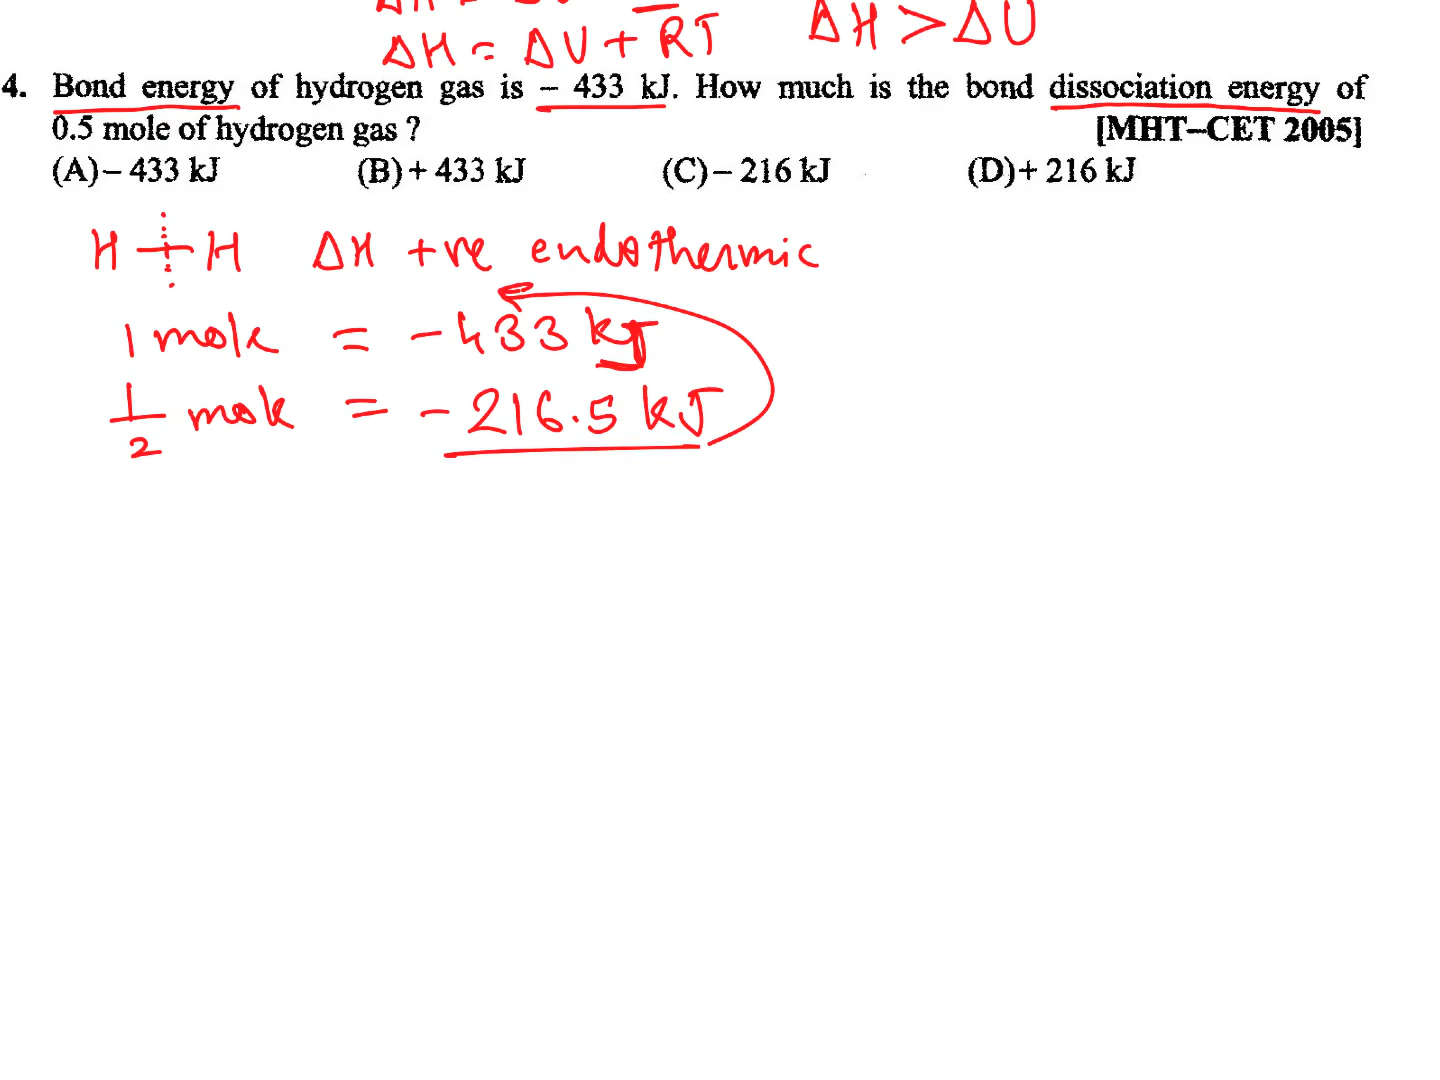 ΔH = ΔU + RT ΔH > ΔU
4. Bond energy of hydrogen gas is – 433 kJ. How much is the bond dissociation energy of
0.5 mole of hydrogen gas ? [MHT–CET 2005]
(A) – 433 kJ (B) + 433 kJ (C) – 216 kJ (D) + 216 kJ
H – H ΔH +ve endothermic
1 mole = - 433 kJ
1/2 mole = - 216.5 kJ